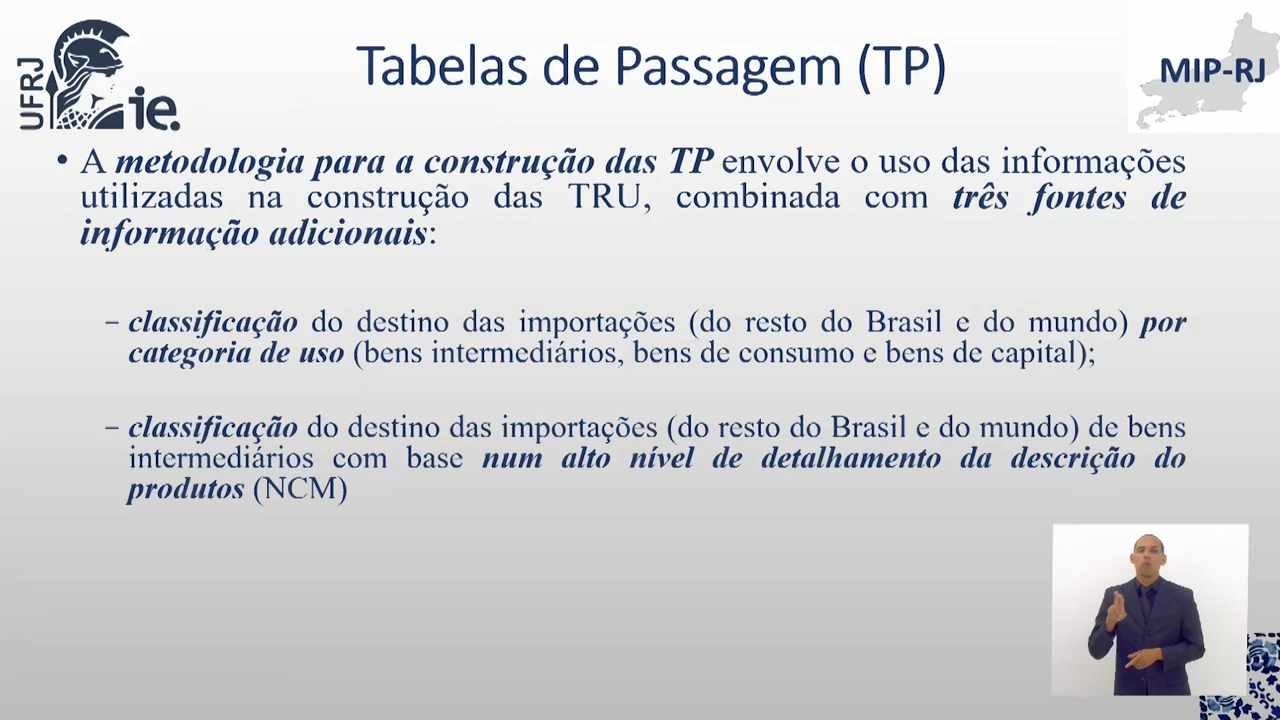 UFRJ
ie.
Tabelas de Passagem (TP)
MIP-RJ
• A metodologia para a construção das TP envolve o uso das informações
utilizadas na construção das TRU, combinada com três fontes de
informação adicionais:
– classificação do destino das importações (do resto do Brasil e do mundo) por
categoria de uso (bens intermediários, bens de consumo e bens de capital);
– classificação do destino das importações (do resto do Brasil e do mundo) de bens
intermediários com base num alto nível de detalhamento da descrição do
produtos (NCM)